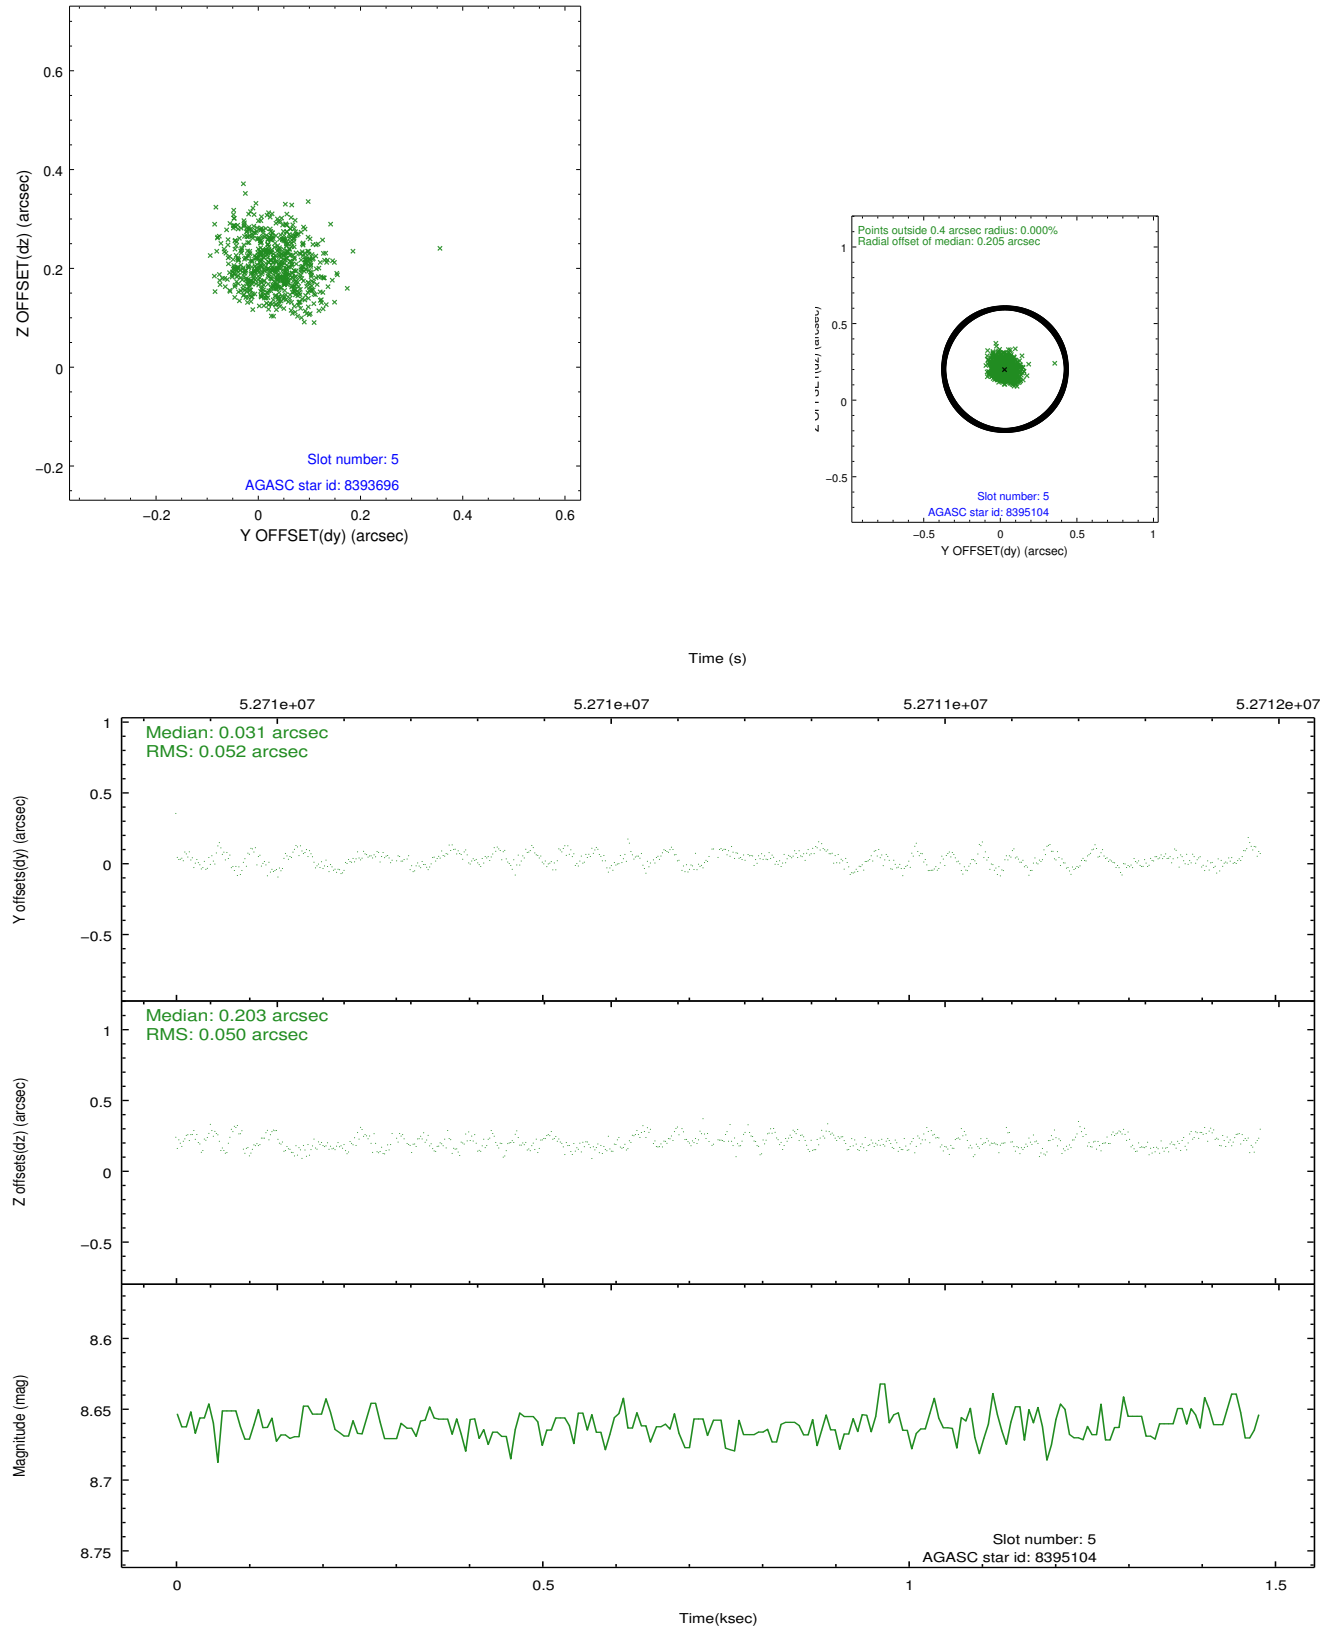 0.6
0.4
0.2
0
−0.2
Z OFFSET(dz) (arcsec)
Slot number: 5
AGASC star id: 8393696
−0.2 0 0.2 0.4 0.6
Y OFFSET(dy) (arcsec)
Points outside 0.4 arcsec radius: 0.000%
Radial offset of median: 0.205 arcsec
1
0.5
0
−0.5
Slot number: 5
AGASC star id: 8395104
−0.5 0 0.5 1
Y OFFSET(dy) (arcsec)
Time (s)
5.271e+07 5.271e+07 5.2711e+07 5.2712e+07
Median: 0.031 arcsec
RMS: 0.052 arcsec
1
0.5
0
−0.5
Y offsets(dy) (arcsec)
Median: 0.203 arcsec
RMS: 0.050 arcsec
1
0.5
0
−0.5
Z offsets(dz) (arcsec)
8.6
8.65
8.7
8.75
Magnitude (mag)
Slot number: 5
AGASC star id: 8395104
0 0.5 1 1.5
Time(ksec)